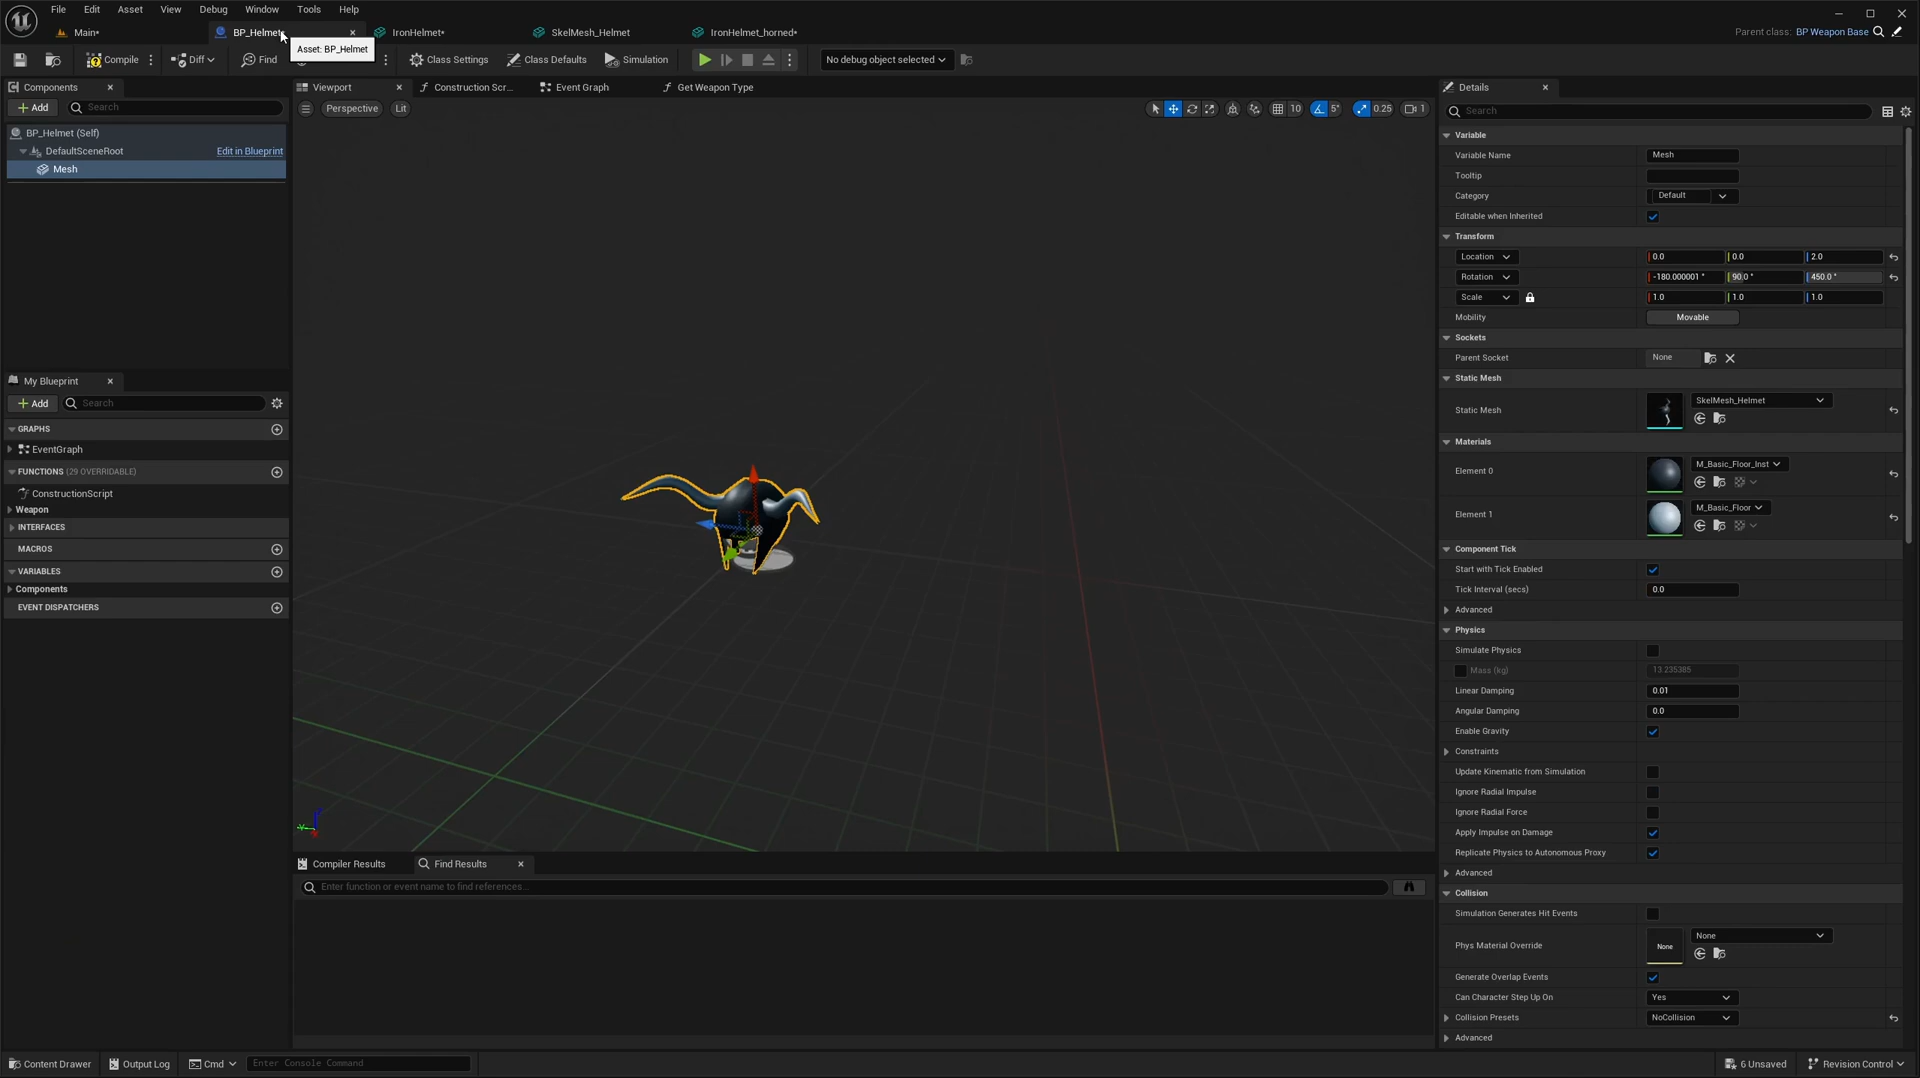 File Edit Asset View Debug Window Tools Help
Main* BP_Helmet IronHelmet* SkelMesh_Helmet IronHelmet_horned*
Parent class: BP Weapon Base
Asset: BP_Helmet
Compile Diff Find Class Settings Class Defaults Simulation No debug object selected
Components
Add Search
BP_Helmet (Self)
DefaultSceneRoot Edit in Blueprint
Mesh
My Blueprint
Add Search
GRAPHS
EventGraph
FUNCTIONS (29 OVERRIDABLE)
ConstructionScript
Weapon
INTERFACES
MACROS
VARIABLES
Components
EVENT DISPATCHERS
Viewport Construction Scr... Event Graph Get Weapon Type
Perspective Lit 10 5° 0.25 1
Compiler Results Find Results
Enter function or event name to find references...
Details
Search
Variable
Variable Name Mesh
Tooltip
Category Default
Editable when Inherited
Transform
Location 0.0 0.0 2.0
Rotation -180.000001 ° 90.0 ° 450.0 °
Scale 1.0 1.0 1.0
Mobility Movable
Sockets
Parent Socket None
Static Mesh
Static Mesh SkelMesh_Helmet
Materials
Element 0 M_Basic_Floor_Inst
Element 1 M_Basic_Floor
Component Tick
Start with Tick Enabled
Tick Interval (secs) 0.0
Advanced
Physics
Simulate Physics
Mass (kg) 13.235385
Linear Damping 0.01
Angular Damping 0.0
Enable Gravity
Constraints
Update Kinematic from Simulation
Ignore Radial Impulse
Ignore Radial Force
Apply Impulse on Damage
Replicate Physics to Autonomous Proxy
Advanced
Collision
Simulation Generates Hit Events
Phys Material Override None None
Generate Overlap Events
Can Character Step Up On Yes
Collision Presets NoCollision
Advanced
Content Drawer Output Log Cmd Enter Console Command 6 Unsaved Revision Control